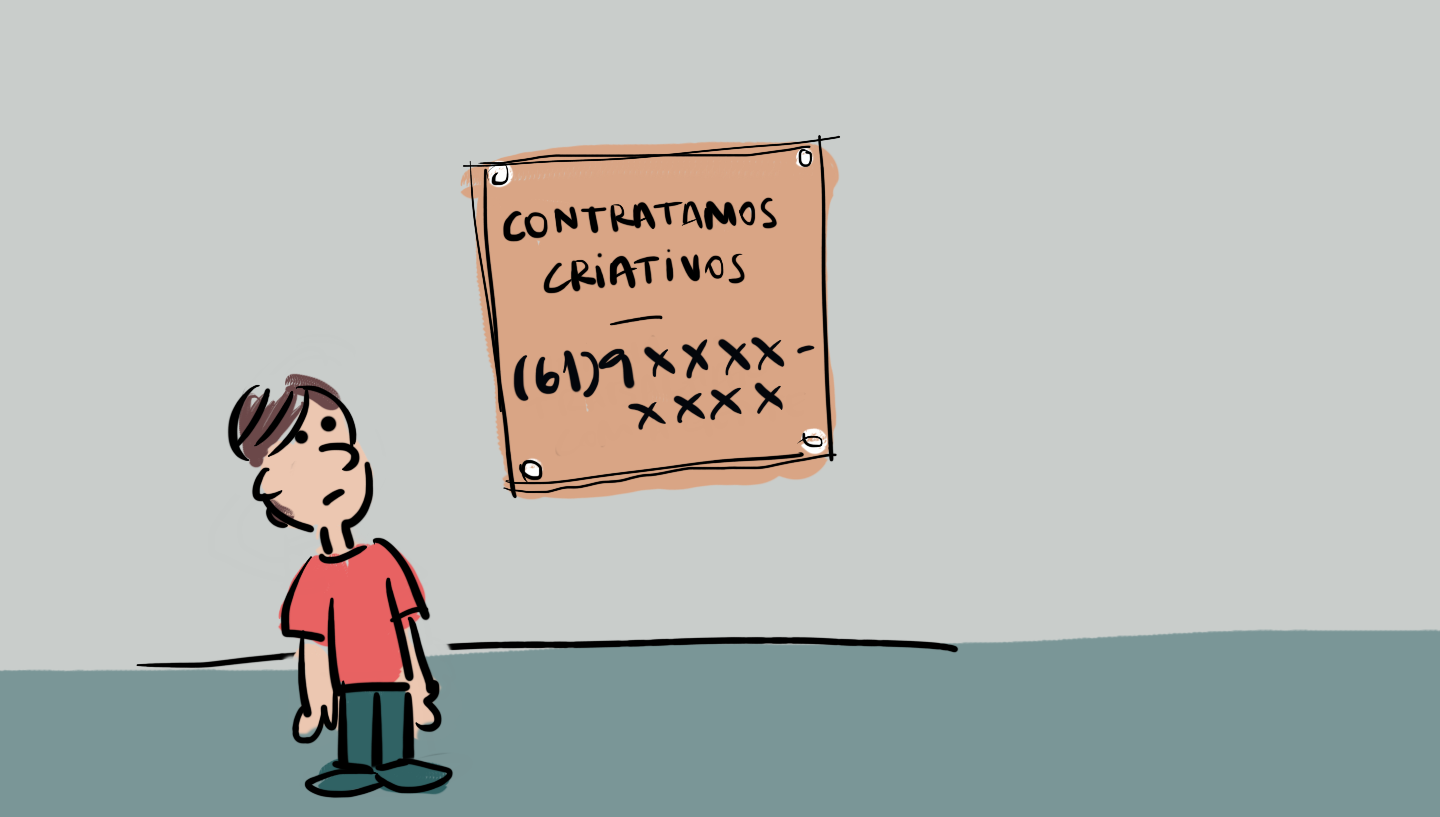 CONTRATAMOS
CRIATIVOS
—
(61)9XXXX-
XXXX